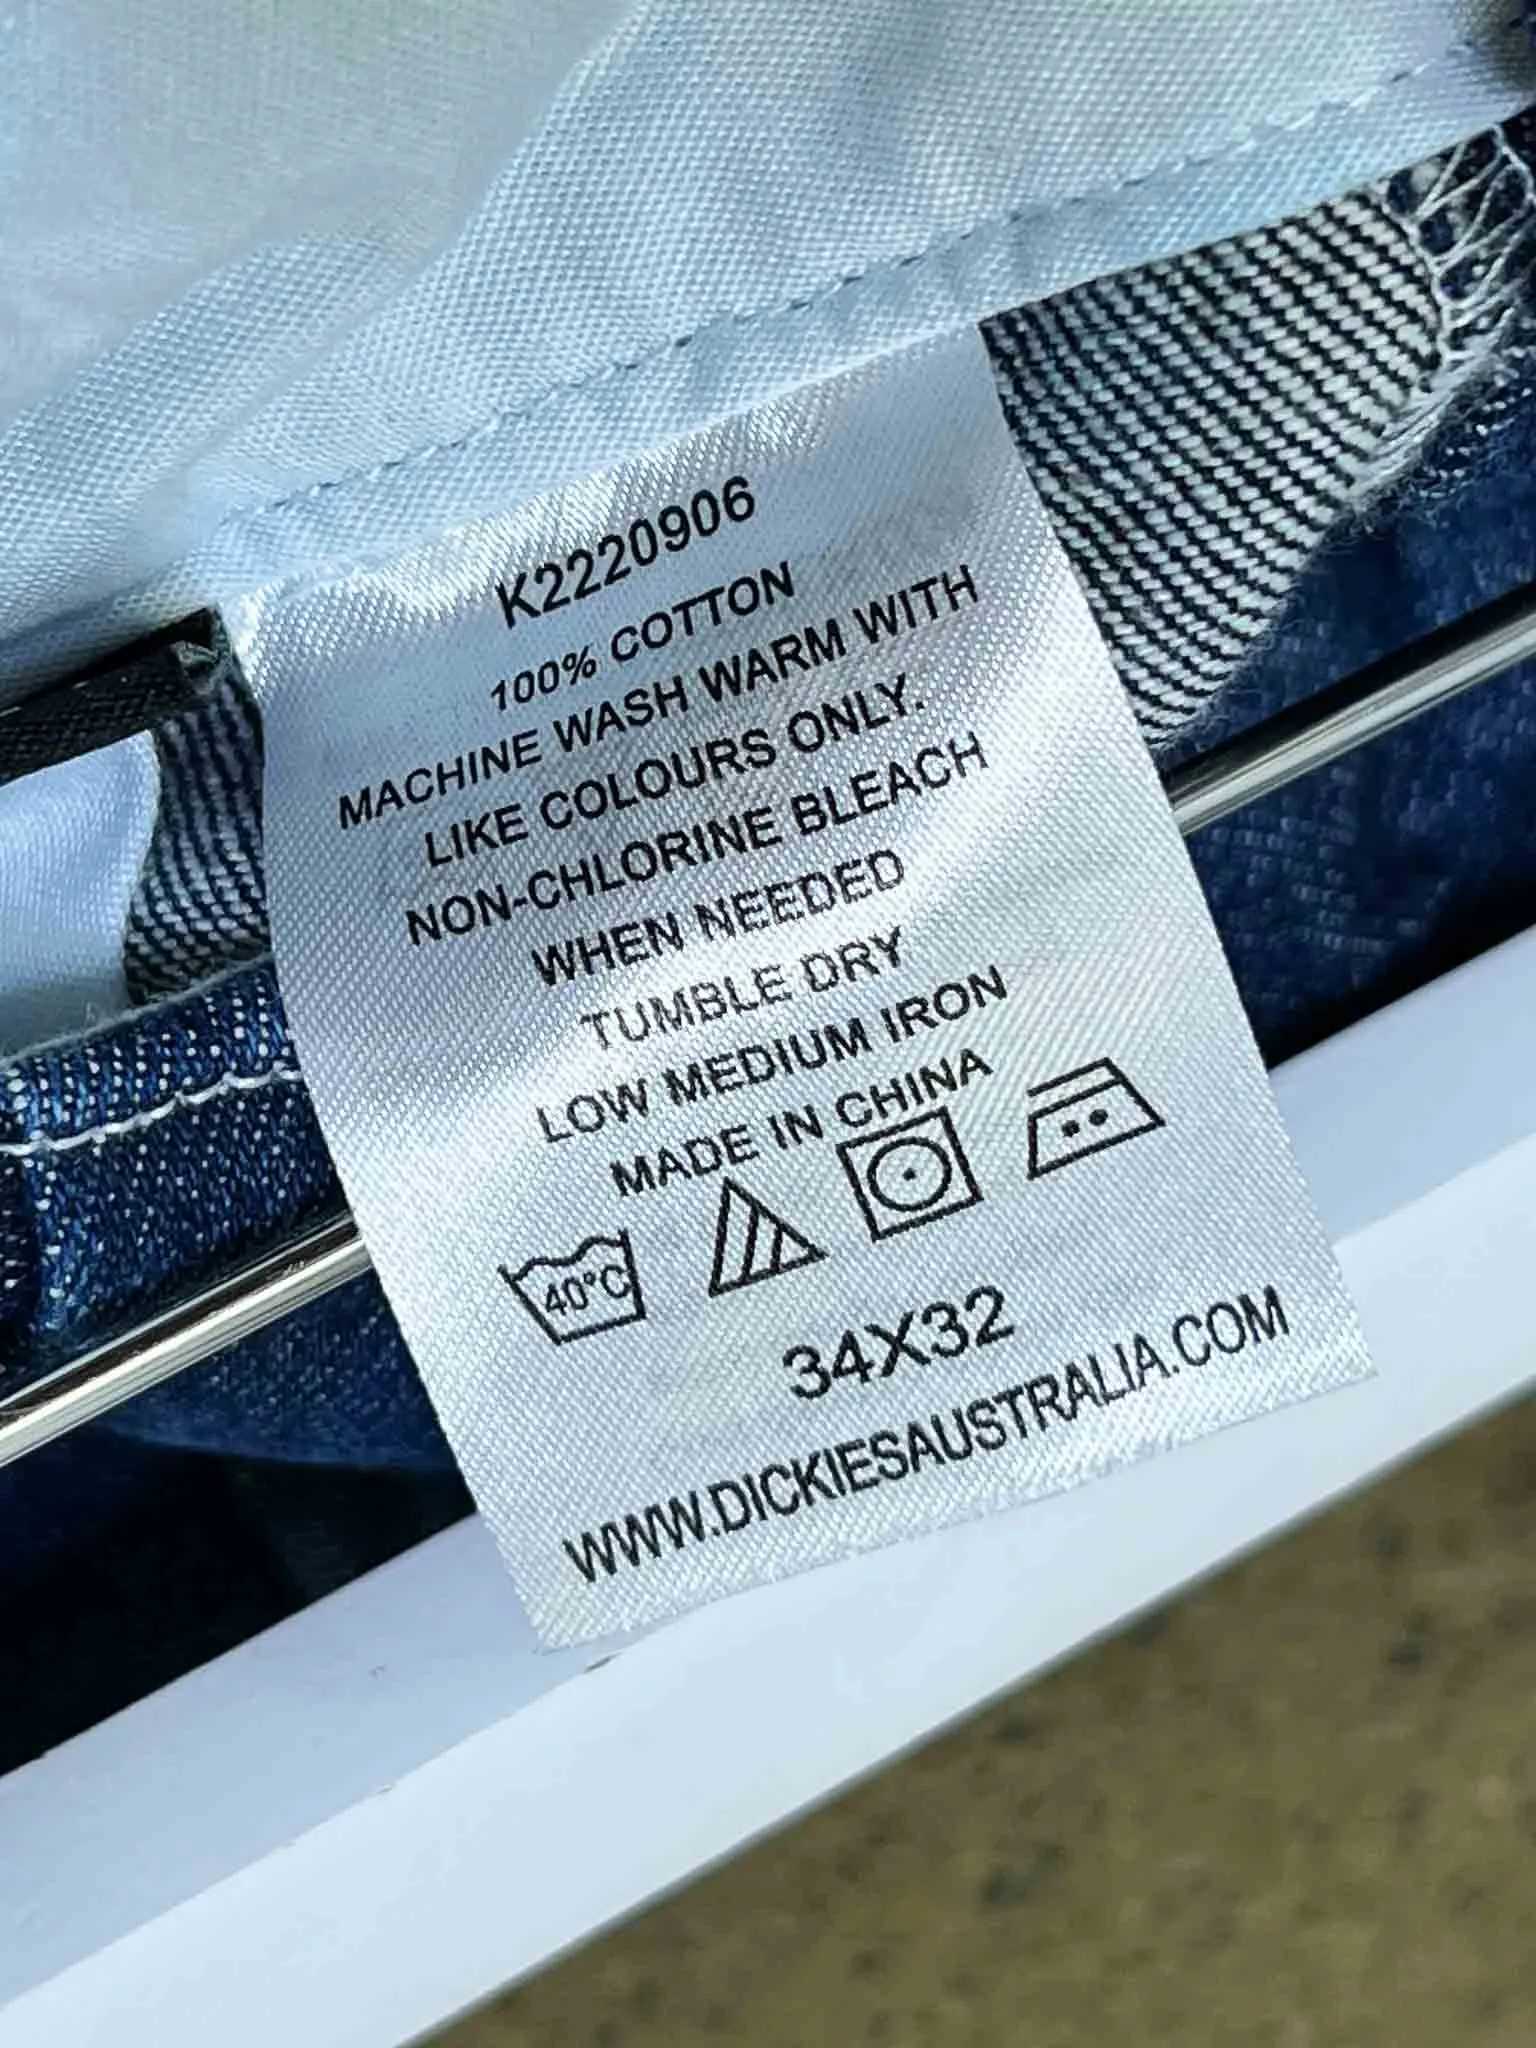 K2220906
100% COTTON
MACHINE WASH WARM WITH
LIKE COLOURS ONLY.
NON-CHLORINE BLEACH
WHEN NEEDED
TUMBLE DRY
LOW MEDIUM IRON
MADE IN CHINA
40°C
34X32
WWW.DICKIESAUSTRALIA.COM